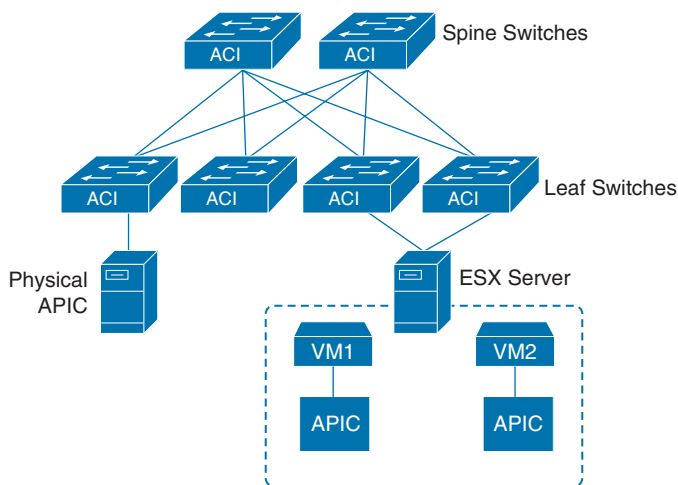 ACI
ACI
Spine Switches
ACI
ACI
ACI
ACI
Leaf Switches
Physical
APIC
ESX Server
VM1
VM2
APIC
APIC